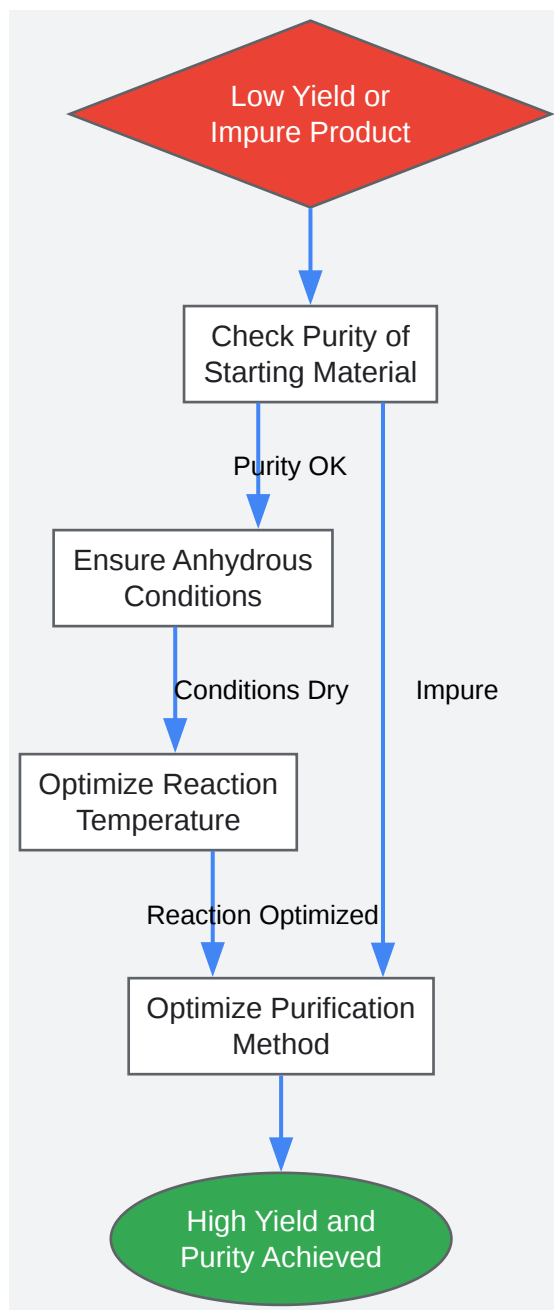 Low Yield or
Impure Product
Check Purity of
Starting Material
Purity OK
Ensure Anhydrous
Conditions
Conditions Dry
Impure
Optimize Reaction
Temperature
Reaction Optimized
Optimize Purification
Method
High Yield and
Purity Achieved